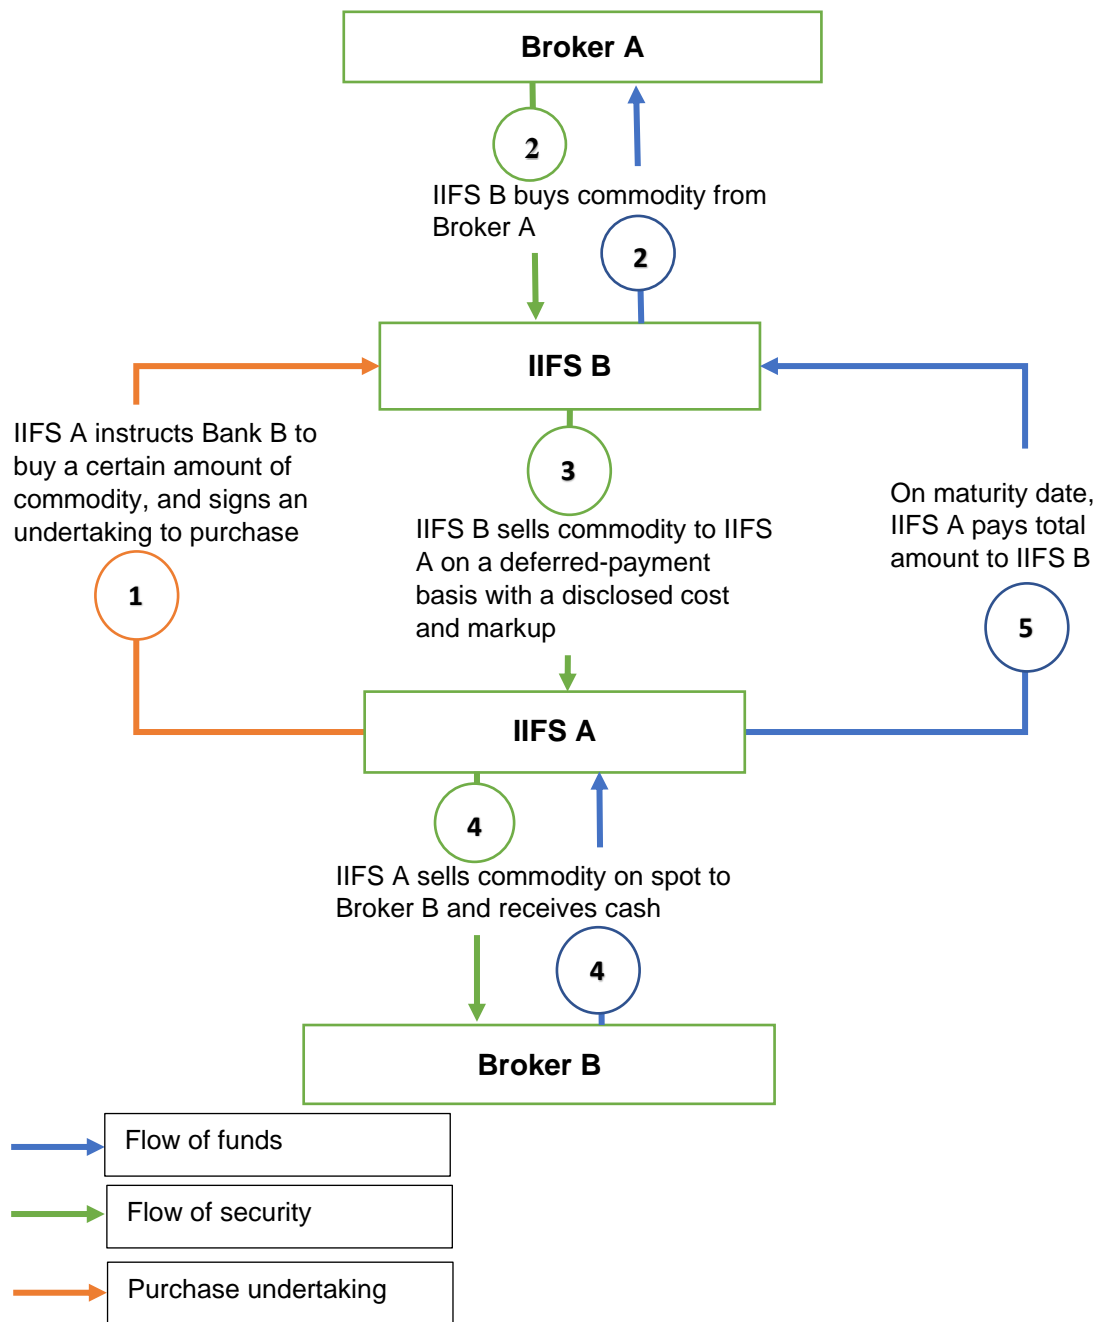 Broker A
2
IIFS B buys commodity from
Broker A
2
IIFS B
IIFS A instructs Bank B to
buy a certain amount of
commodity, and signs an
undertaking to purchase
1
3
IIFS B sells commodity to IIFS
A on a deferred-payment
basis with a disclosed cost
and markup
On maturity date,
IIFS A pays total
amount to IIFS B
5
IIFS A
4
IIFS A sells commodity on spot to
Broker B and receives cash
4
Broker B
Flow of funds
Flow of security
Purchase undertaking